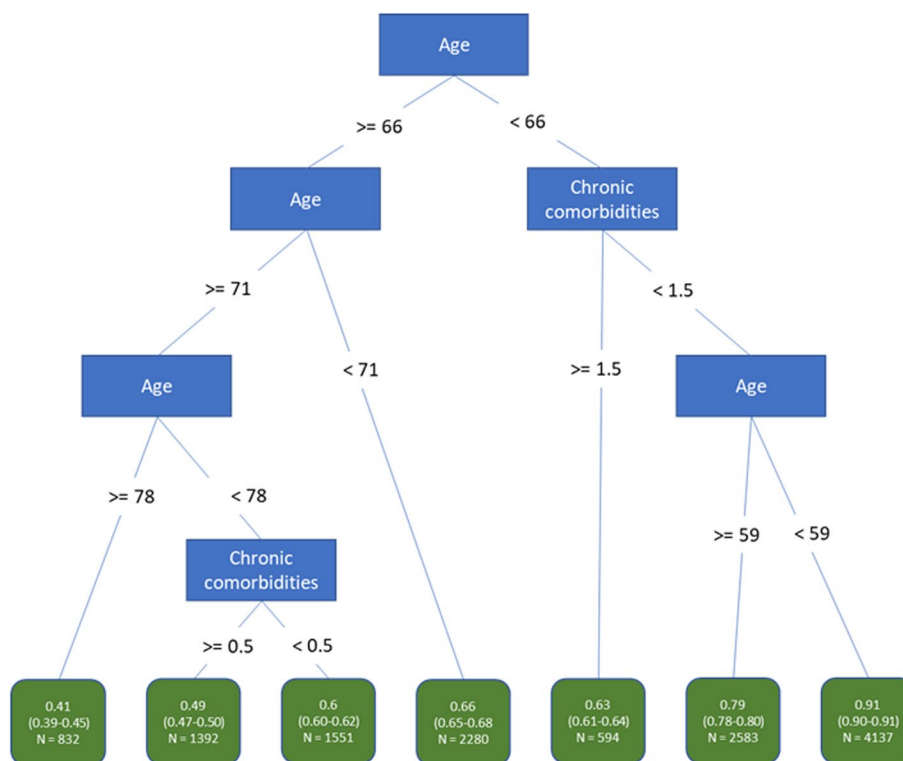 Age
>= 66
< 66
Age
Chronic
comorbidities
>= 71
< 1.5
< 71
>= 1.5
Age
Age
>= 78
< 78
>= 59
< 59
Chronic
comorbidities
>= 0.5
< 0.5
0.41
(0.39-0.45)
N = 832
0.49
(0.47-0.50)
N = 1392
0.6
(0.60-0.62)
N = 1551
0.66
(0.65-0.68
N = 2280
0.63
(0.61-0.64)
N = 594
0.79
(0.78-0.80)
N = 2583
0.91
(0.90-0.91)
N = 4137